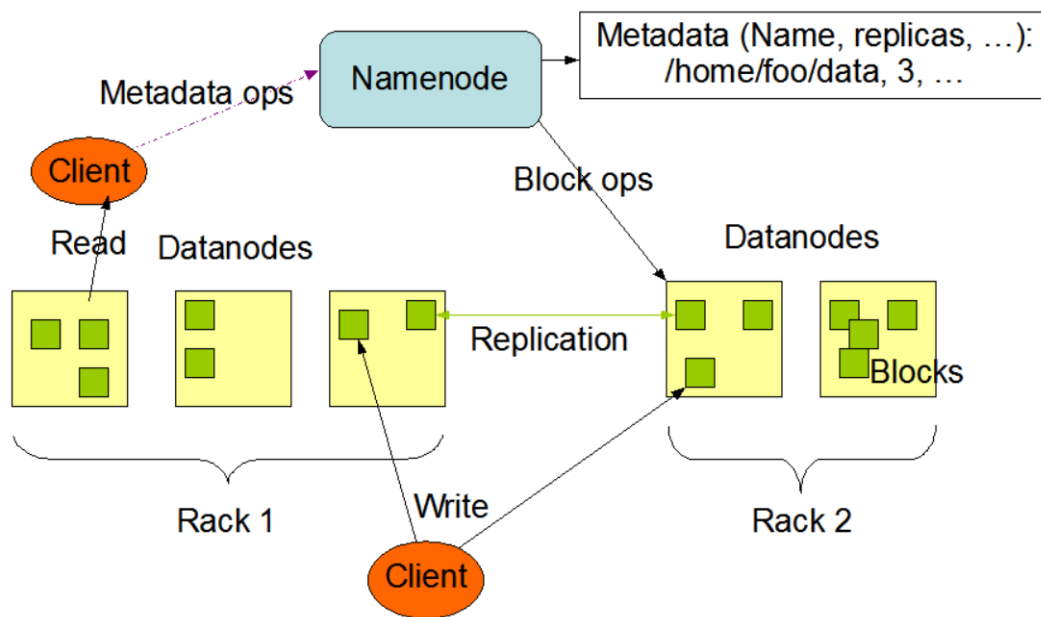 Metadata (Name, replicas, …):
/home/foo/data, 3, …
Namenode
Metadata ops
Client
Block ops
Read
Datanodes
Datanodes
Replication
Blocks
Rack 1
Write
Rack 2
Client